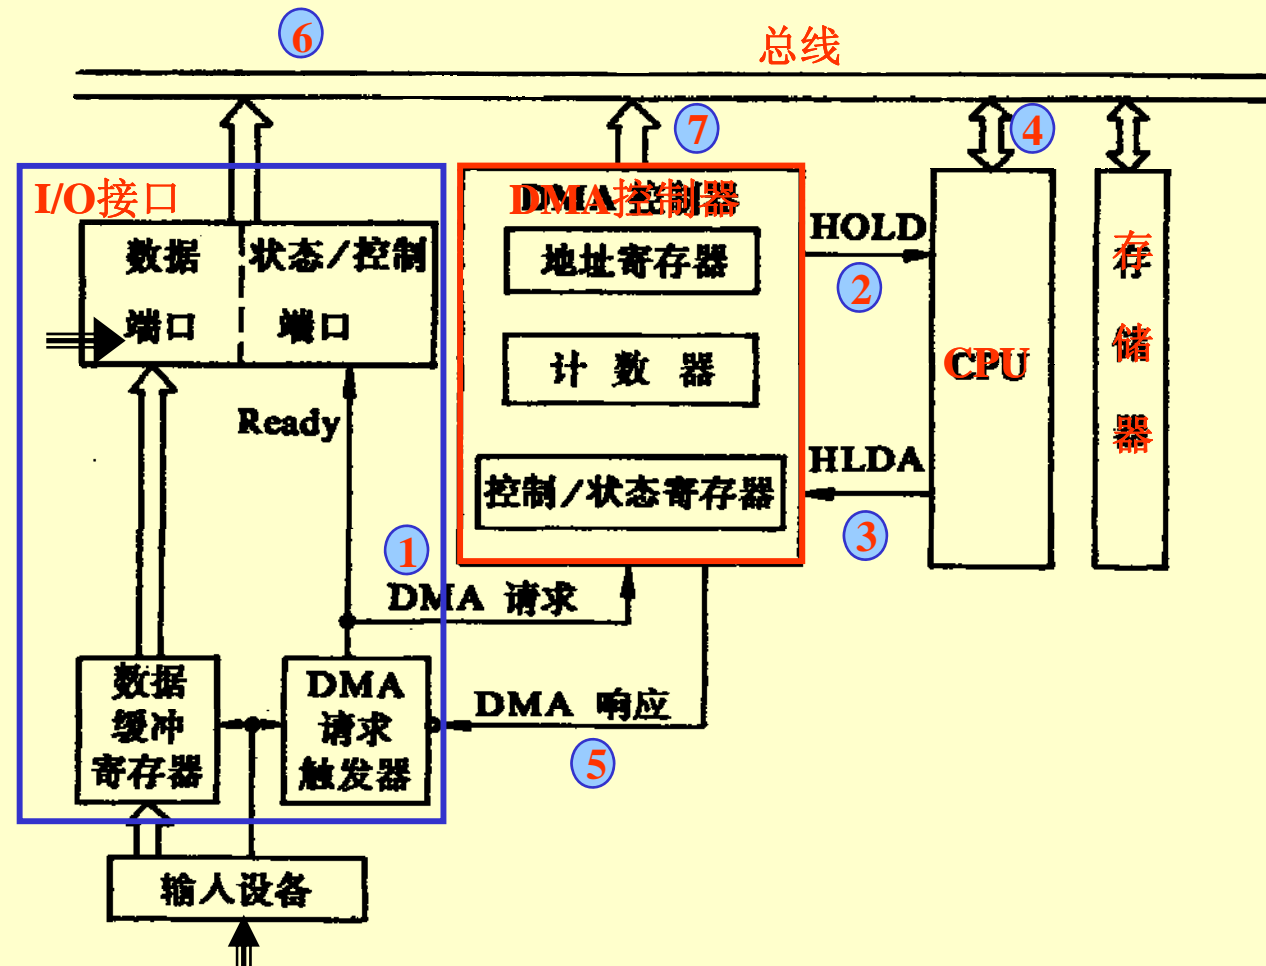 6
总线
7
4
I/O接口
DMA控制器
数据
状态/控制
端口
端口
地址寄存器
计数器
控制/状态寄存器
HOLD
2
CPU
存
储
器
HLDA
3
Ready
1
DMA 请求
数据
缓冲
寄存器
DMA
请求
触发器
DMA 响应
5
输入设备